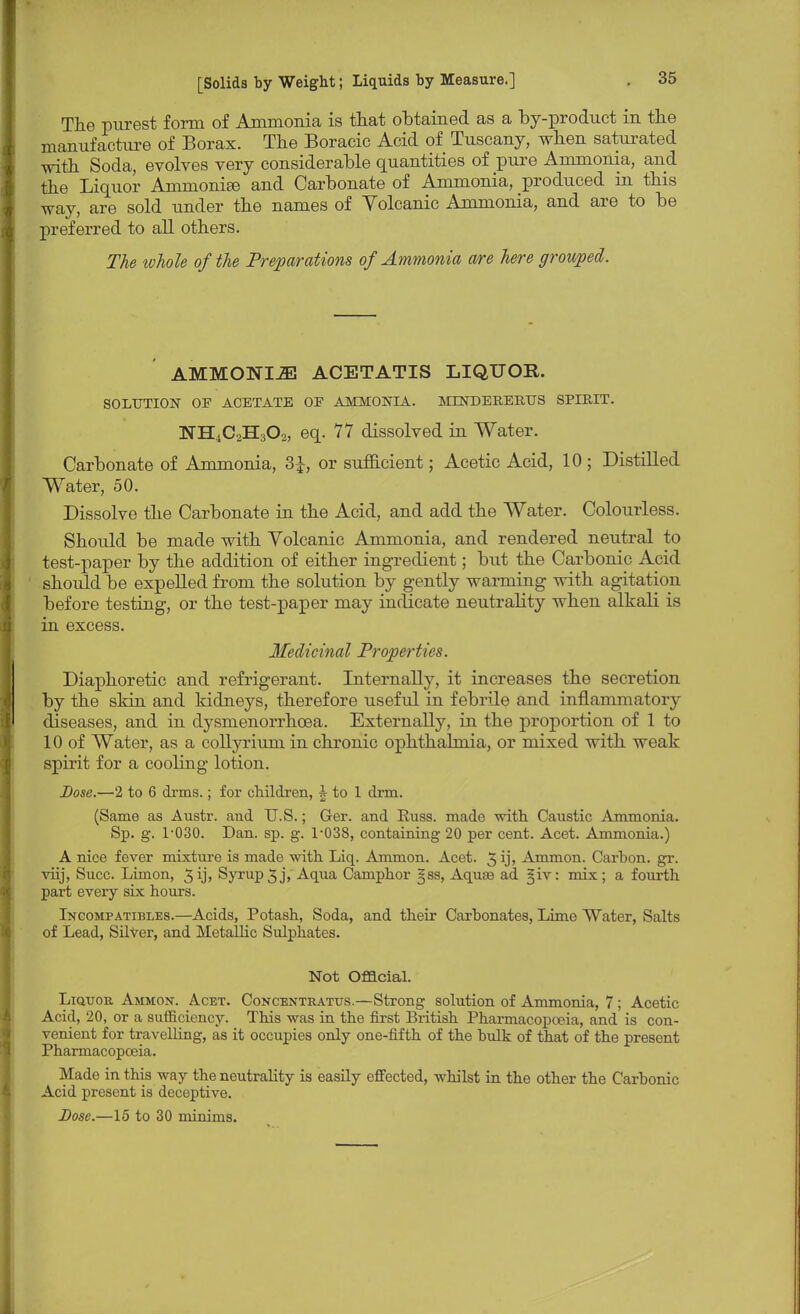 [Solids by Weight; Liquids by Measure.] . 35
The purest form of Ammonia is that obtained as a by-product in the
manufacture of Borax. The Boracic Acid of Tuscany, when saturated
with Soda, evolves very considerable quantities of pure Ammonia, and
the Liquor Ammoniæ and Carbonate of Ammonia, produced in this
way, are sold under the names of Volcanic Ammonia, and are to be
preferred to all others.
The whole of the Preparations of Ammonia are here grouped.
AMMONIÆ ACETATIS LIQUOR.
SOLUTION OF ACETATE OF AMMONIA. MINDERERUS SPIRIT.
NH₄C₂H₃O₂, eq. 77 dissolved in Water.
Carbonate of Ammonia, 3¼, or sufficient; Acetic Acid, 10; Distilled
Water, 50.
Dissolve the Carbonate in the Acid, and add the Water. Colourless.
Should be made with Volcanic Ammonia, and rendered neutral to
test-paper by the addition of either ingredient; but the Carbonic Acid
should be expelled from the solution by gently warming with agitation
before testing, or the test-paper may indicate neutrality when alkali is
in excess.
Medicinal Properties.
Diaphoretic and refrigerant. Internally, it increases the secretion
by the skin and kidneys, therefore useful in febrile and inflammatory
diseases, and in dysmenorrhœa. Externally, in the proportion of 1 to
10 of Water, as a collyrium in chronic ophthalmia, or mixed with weak
spirit for a cooling lotion.
Dose.—2 to 6 drms.; for children, ½ to 1 drm.
(Same as Austr. and U.S.; Ger. and Russ. made with Caustic Ammonia.
Sp. g. 1·030. Dan. sp. g. 1·038, containing 20 per cent. Acet. Ammonia.)
A nice fever mixture is made with Liq. Ammon. Acet. ʒij, Ammon. Carbon. gr.
viij, Succ. Limon, ʒij, Syrup ʒj, Aqua Camphor ℥ss, Aquæ ad ℥iv: mix; a fourth
part every six hours.
Incompatibles.—Acids, Potash, Soda, and their Carbonates, Lime Water, Salts
of Lead, Silver, and Metallic Sulphates.
Not Official.
Liquor Ammon. Acet. Concentratus.—Strong solution of Ammonia, 7; Acetic
Acid, 20, or a sufficiency. This was in the first British Pharmacopœia, and is con-
venient for travelling, as it occupies only one-fifth of the bulk of that of the present
Pharmacopœia.
Made in this way the neutrality is easily effected, whilst in the other the Carbonic
Acid present is deceptive.
Dose.—15 to 30 minims.